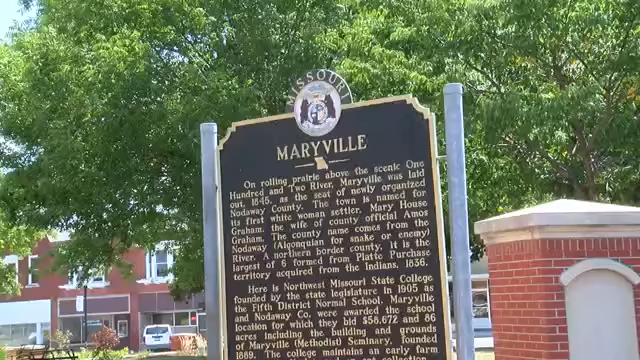 MISSOURI
MARYVILLE
On rolling prairie above the scenic One
Hundred and Two River, Maryville was laid
out, 1845, as the seat of newly organized
Nodaway County. The town is named for
its first white woman settler, Mary House
Graham, the wife of county official Amos
Graham. The county name comes from the
Nodaway (Algonquian for snake or enemy)
River. A northern border county, it is the
largest of 6 formed from Platte Purchase
territory acquired from the Indians, 1836.
Here is Northwest Missouri State College
founded by the state legislature in 1905 as
the Fifth District Normal School. Maryville
and Nodaway Co. were awarded the school
location for which they bid $58,672 and 86
acres including the building and grounds
of Maryville (Methodist) Seminary, founded
1889. The college maintains an early farm